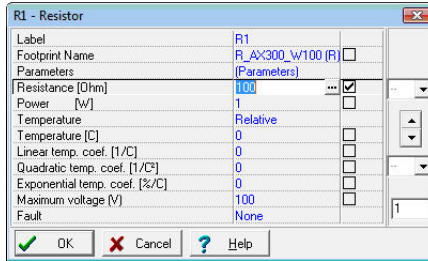 R1 - Resistor
Label R1
Footprint Name R_AX300_W100 (R)
Parameters (Parameters)
Resistance [Ohm] 100 ...
Power [W] 1
Temperature Relative
Temperature [C] 0
Linear temp. coef. [1/C] 0
Quadratic temp. coef. [1/C²] 0
Exponential temp. coef. [%/C] 0
Maximum voltage (V) 100
Fault None
1
OK Cancel ? Help